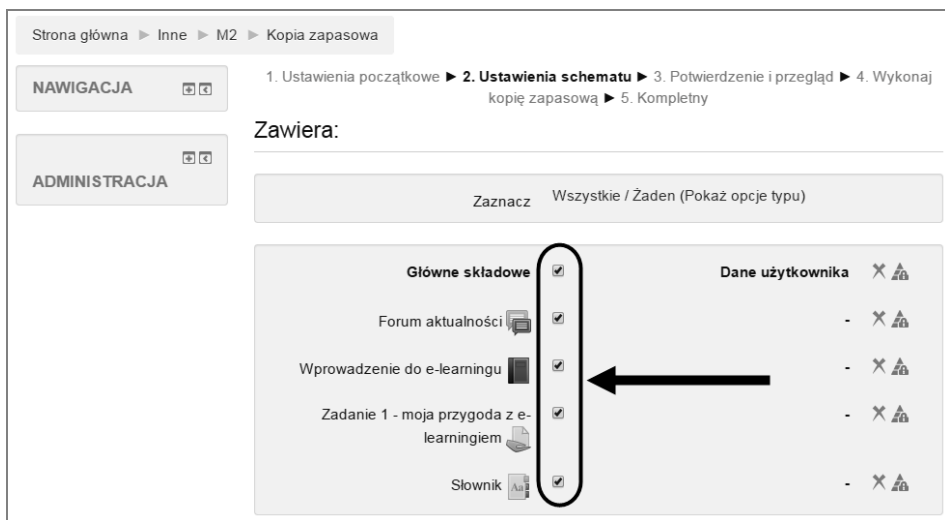 Strona główna ▶ Inne ▶ M2 ▶ Kopia zapasowa
NAWIGACJA
ADMINISTRACJA
1. Ustawienia początkowe ► 2. Ustawienia schematu ► 3. Potwierdzenie i przegląd ► 4. Wykonaj
kopię zapasową ► 5. Kompletny
Zawiera:
Zaznacz Wszystkie / Żaden (Pokaż opcje typu)
Główne składowe Dane użytkownika
Forum aktualności -
Wprowadzenie do e-learningu -
Zadanie 1 - moja przygoda z e- -
learningiem
Słownik Aa -